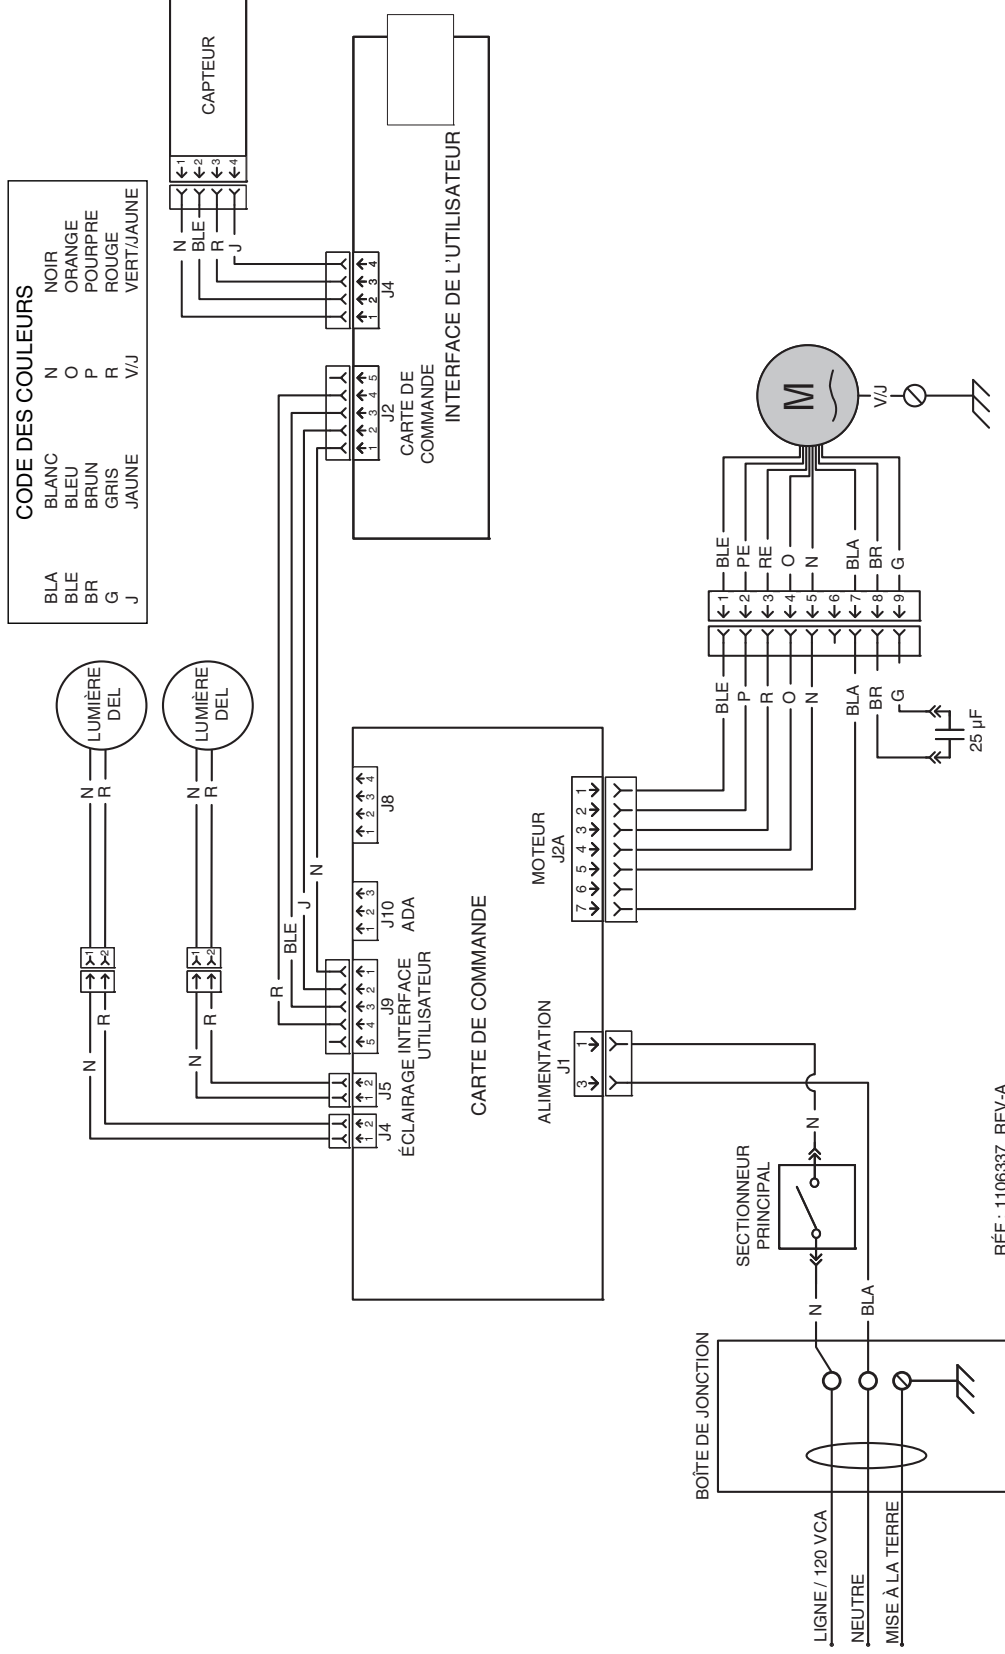 CODE DES COULEURS
BLA BLANC N NOIR
BLE BLEU O ORANGE
BR BRUN P POURPRE
G GRIS R ROUGE
J JAUNE V/J VERT/JAUNE
LUMIÈRE
DEL
LUMIÈRE
DEL
N
R
N
R
1
2
1
2
N
R
N
R
CAPTEUR
1
2
3
4
N
BLE
R
J
1 2 3 4
J4
1 2 3 4 5
J2
CARTE DE
COMMANDE
INTERFACE DE L'UTILISATEUR
R
BLE
J
N
1 2
J4
1 2
J5
ÉCLAIRAGE
5 4 3 2 1
J9
INTERFACE
UTILISATEUR
1 2 3
J10
ADA
1 2 3 4
J8
CARTE DE COMMANDE
ALIMENTATION
J1
3 1
MOTEUR
J2A
7 6 5 4 3 2 1
BLE
P
R
O
N
BLA
BR
G
25 µF
1
2
3
4
5
6
7
8
9
BLE
PE
RE
O
N
BLA
BR
G
M
V/J
SECTIONNEUR
PRINCIPAL
N
N
BLA
BOÎTE DE JONCTION
LIGNE / 120 VCA
NEUTRE
MISE À LA TERRE
RÉF.: 1106337 REV-A